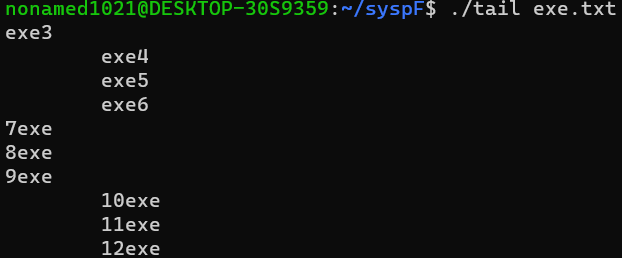 nonamed1021@DESKTOP-30S9359:~/syspF$ ./tail exe.txt
exe3
        exe4
        exe5
        exe6
7exe
8exe
9exe
        10exe
        11exe
        12exe